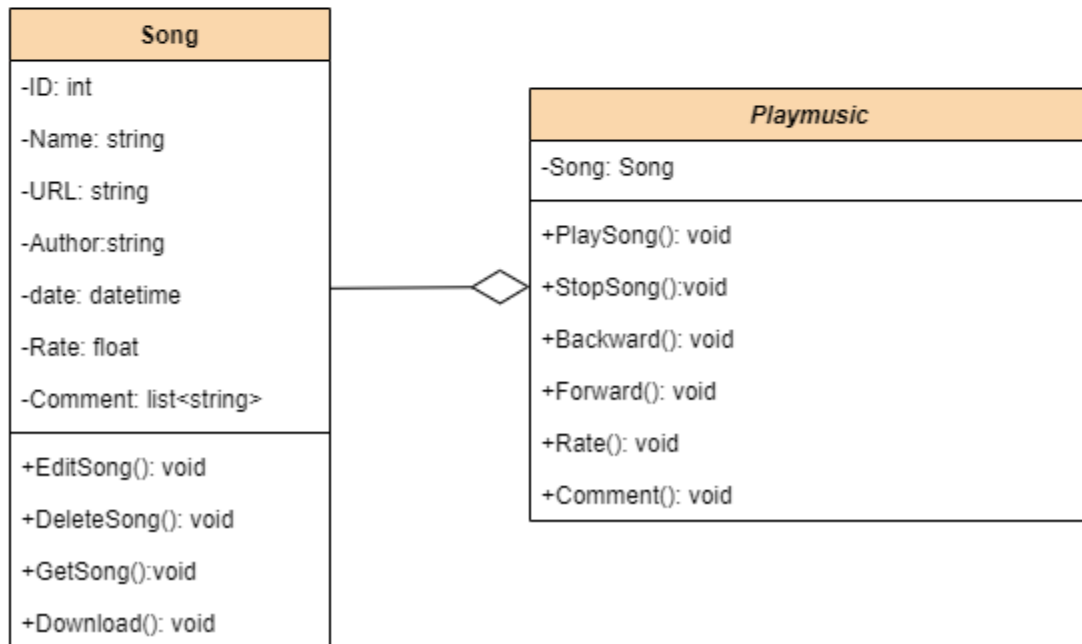 Song
-ID: int
-Name: string
-URL: string
-Author:string
-date: datetime
-Rate: float
-Comment: list<string>
+EditSong(): void
+DeleteSong(): void
+GetSong():void
+Download(): void
Playmusic
-Song: Song
+PlaySong(): void
+StopSong():void
+Backward(): void
+Forward(): void
+Rate(): void
+Comment(): void